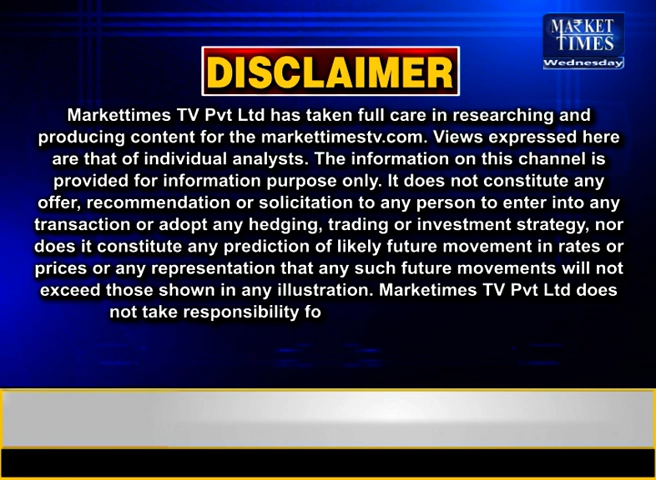 MARKET
TIMES
Wednesday
DISCLAIMER
Markettimes TV Pvt Ltd has taken full care in researching and
producing content for the markettimestv.com. Views expressed here
are that of individual analysts. The information on this channel is
provided for information purpose only. It does not constitute any
offer, recommendation or solicitation to any person to enter into any
transaction or adopt any hedging, trading or investment strategy, nor
does it constitute any prediction of likely future movement in rates or
prices or any representation that any such future movements will not
exceed those shown in any illustration. Marketimes TV Pvt Ltd does
not take responsibility fo